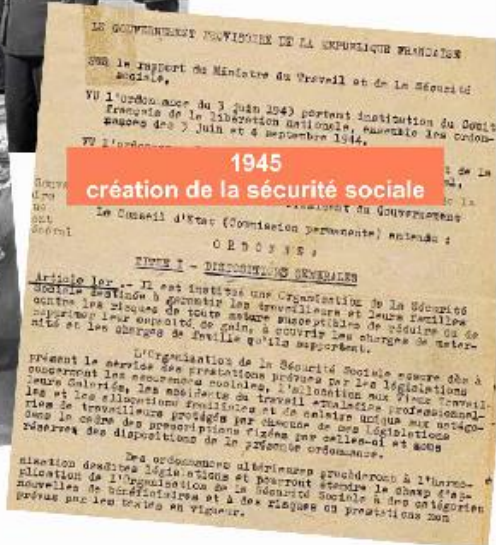 LE GOUVERNEMENT PROVISOIRE DE LA REPUBLIQUE FRANCAISE
SUR le rapport du Ministre du Travail et de la Sécurité
sociale,
VU l'ordonnance du 3 juin 1943 portant institution du Comité
français de la libération nationale, ensemble les ordon-
nances des 3 juin et 4 septembre 1944,
VU l'ordonnance
1945
création de la sécurité sociale
Le Conseil d'Etat (Commission permanente) entendu :
ORDONNE :
TITRE I - DISPOSITIONS GENERALES
Article 1er.- Il est institué une Organisation de la Sécurité
Sociale destinée à garantir les travailleurs et leurs familles
contre les risques de toute nature susceptibles de réduire ou de
supprimer leur capacité de gain, à couvrir les charges de mater-
nité et les charges de famille qu'ils supportent.
L'Organisation de la Sécurité Sociale assure dès à
présent le service des prestations prévues par les législations
concernant les assurances sociales, l'allocation aux vieux travail-
leurs salariés, les accidents du travail et maladies professionnel-
les et les allocations familiales et de salaire unique aux catégo-
ries de travailleurs protégés par chacune de ces législations
dans le cadre des prescriptions fixées par celles-ci et sous
réserve des dispositions de la présente ordonnance.
Des ordonnances ultérieures procèderont à l'harmo-
nisation desdites législations et pourront étendre le champ d'ap-
plication de l'Organisation de la Sécurité Sociale à des catégories
nouvelles de bénéficiaires et à des risques ou prestations non
prévus par les textes en vigueur.